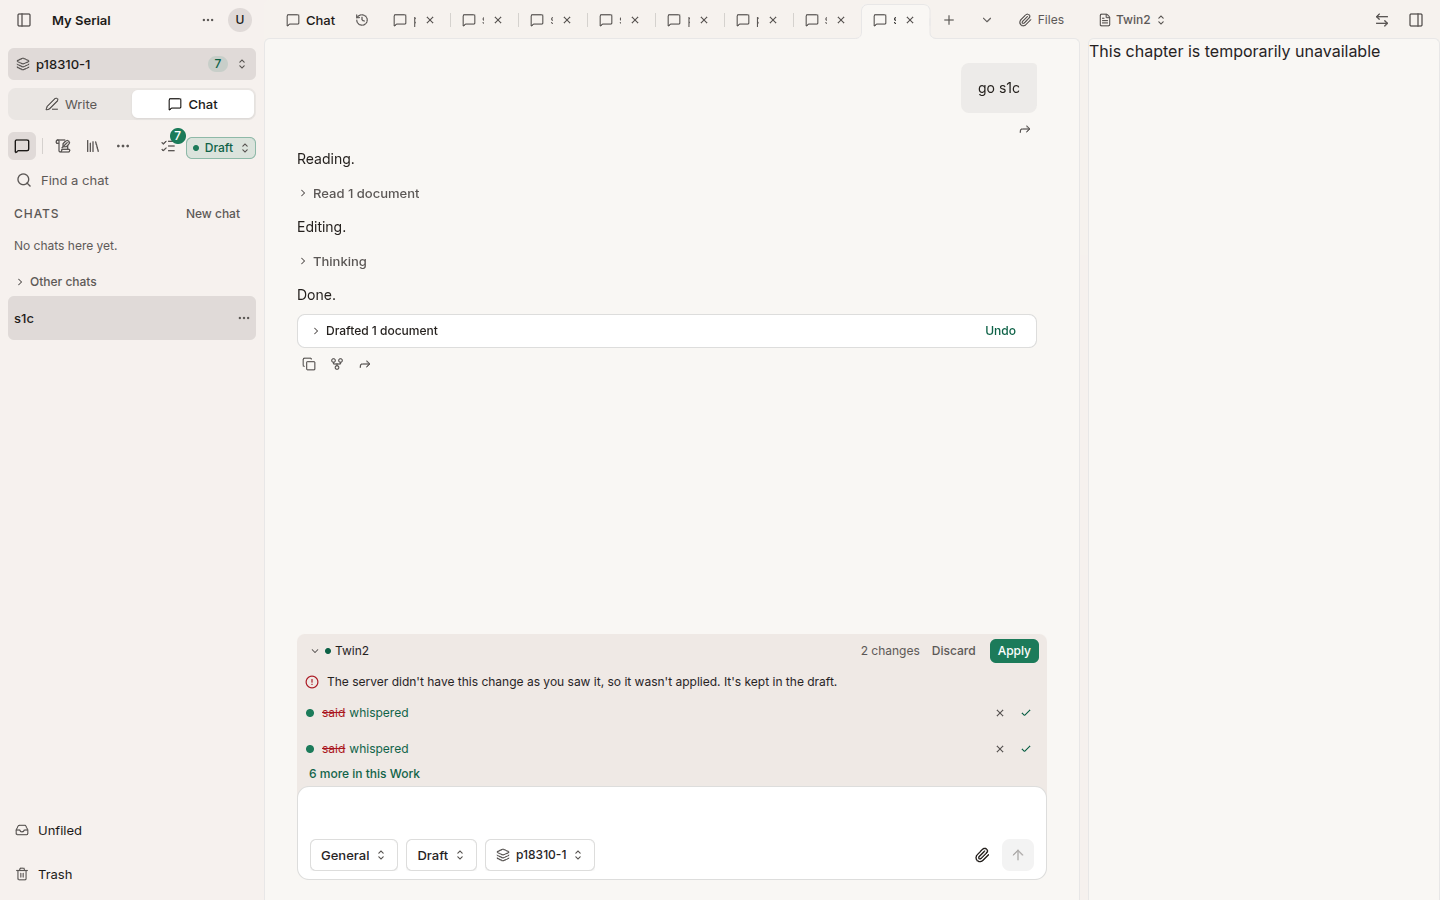 My Serial
U
p18310-1
7
Write
Chat
7
Draft
Find a chat
CHATS
New chat
No chats here yet.
Other chats
s1c
Unfiled
Trash
Chat
Files
Twin2
go s1c
Reading.
Read 1 document
Editing.
Thinking
Done.
Drafted 1 document
Undo
Twin2
2 changes
Discard
Apply
The server didn't have this change as you saw it, so it wasn't applied. It's kept in the draft.
said whispered
said whispered
6 more in this Work
General
Draft
p18310-1
This chapter is temporarily unavailable